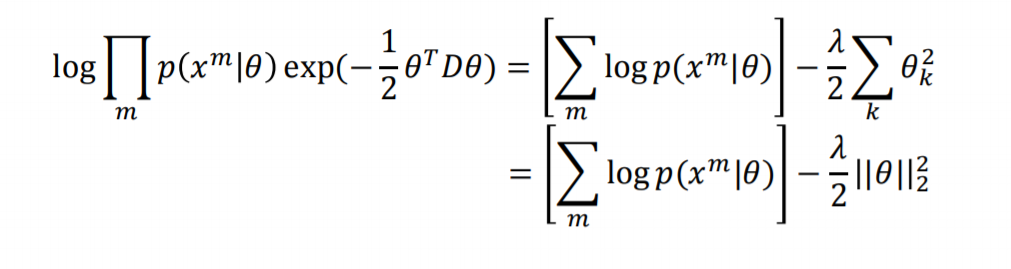 log ∏_m p(x^m|θ) exp(−1/2 θ^T Dθ) = [∑_m log p(x^m|θ)] − λ/2 ∑_k θ_k^2
= [∑_m log p(x^m|θ)] − λ/2 ||θ||_2^2